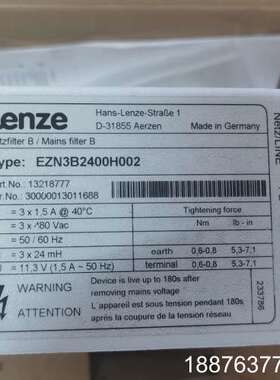 Lenze
Hans-Lenze-Straße 1
D-31855 Aerzen
Made in Germany
tzfilter B / Mains filter B
ype: EZN3B2400H002
rt No.: 13218777
r. No.: 30000013011688
= 3 x 1,5 A @ 40°C
= 3 x 480 Vac
= 50 / 60 Hz
= 3 x 24 mH
= 11,3 V (1,5 A ~ 50 Hz)
Tightening force
Nm lb - in
earth 0,6-0,8 5,3-7,1
terminal 0,6-0,8 5,3-7,1
WARNING
ATTENTION
Device is live up to 180s after
removing mains voltage
L'appareil est sous tension pendant 180s
après la coupure de la tension réseau
Netz/LINE
233786
18876377